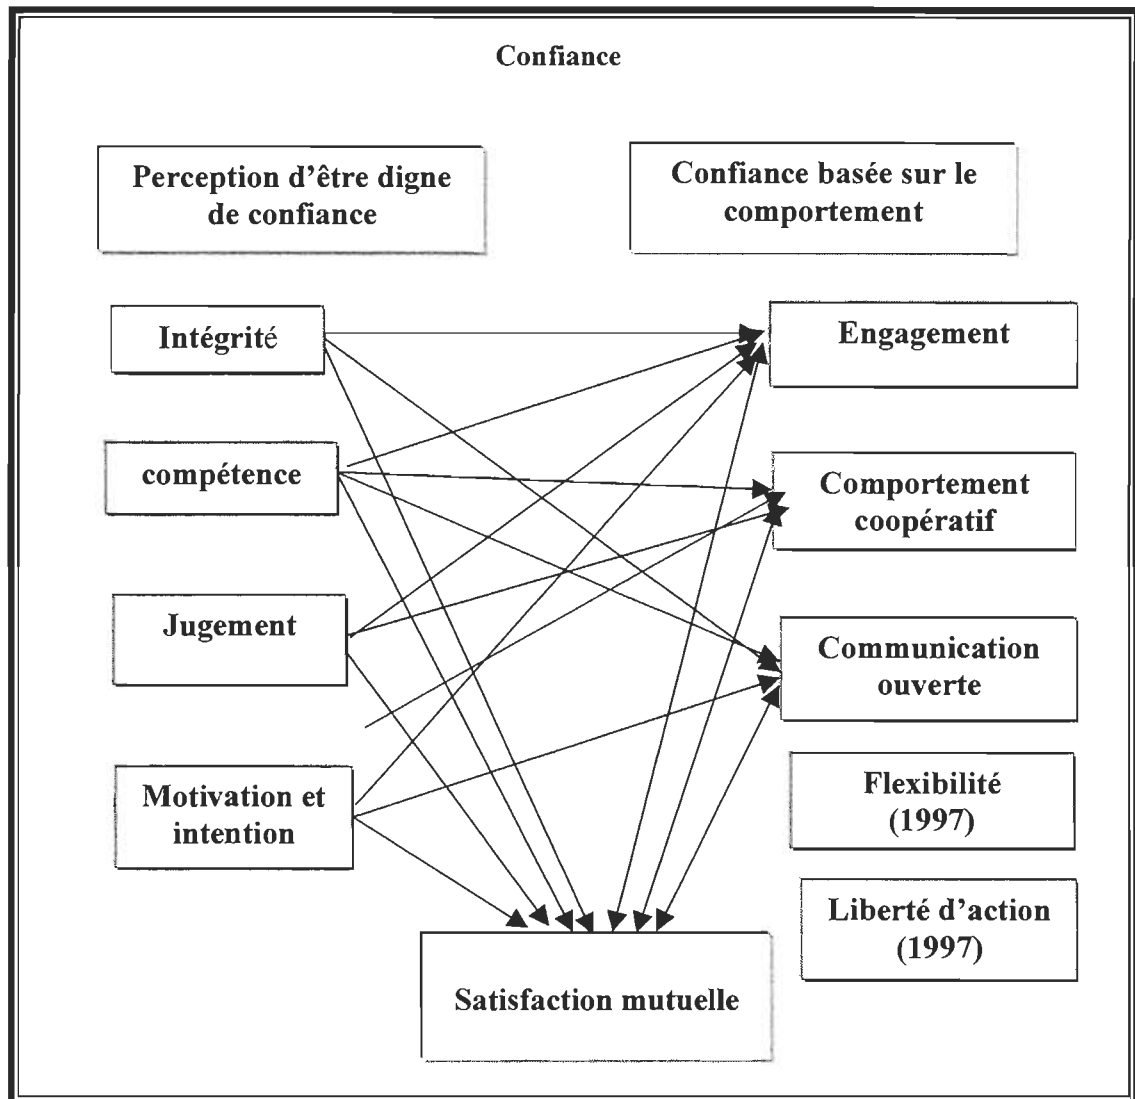 Confiance
Perception d'être digne
de confiance
Confiance basée sur le
comportement
Intégrité
Engagement
compétence
Comportement
coopératif
Jugement
Communication
ouverte
Motivation et
intention
Flexibilité
(1997)
Liberté d'action
(1997)
Satisfaction mutuelle